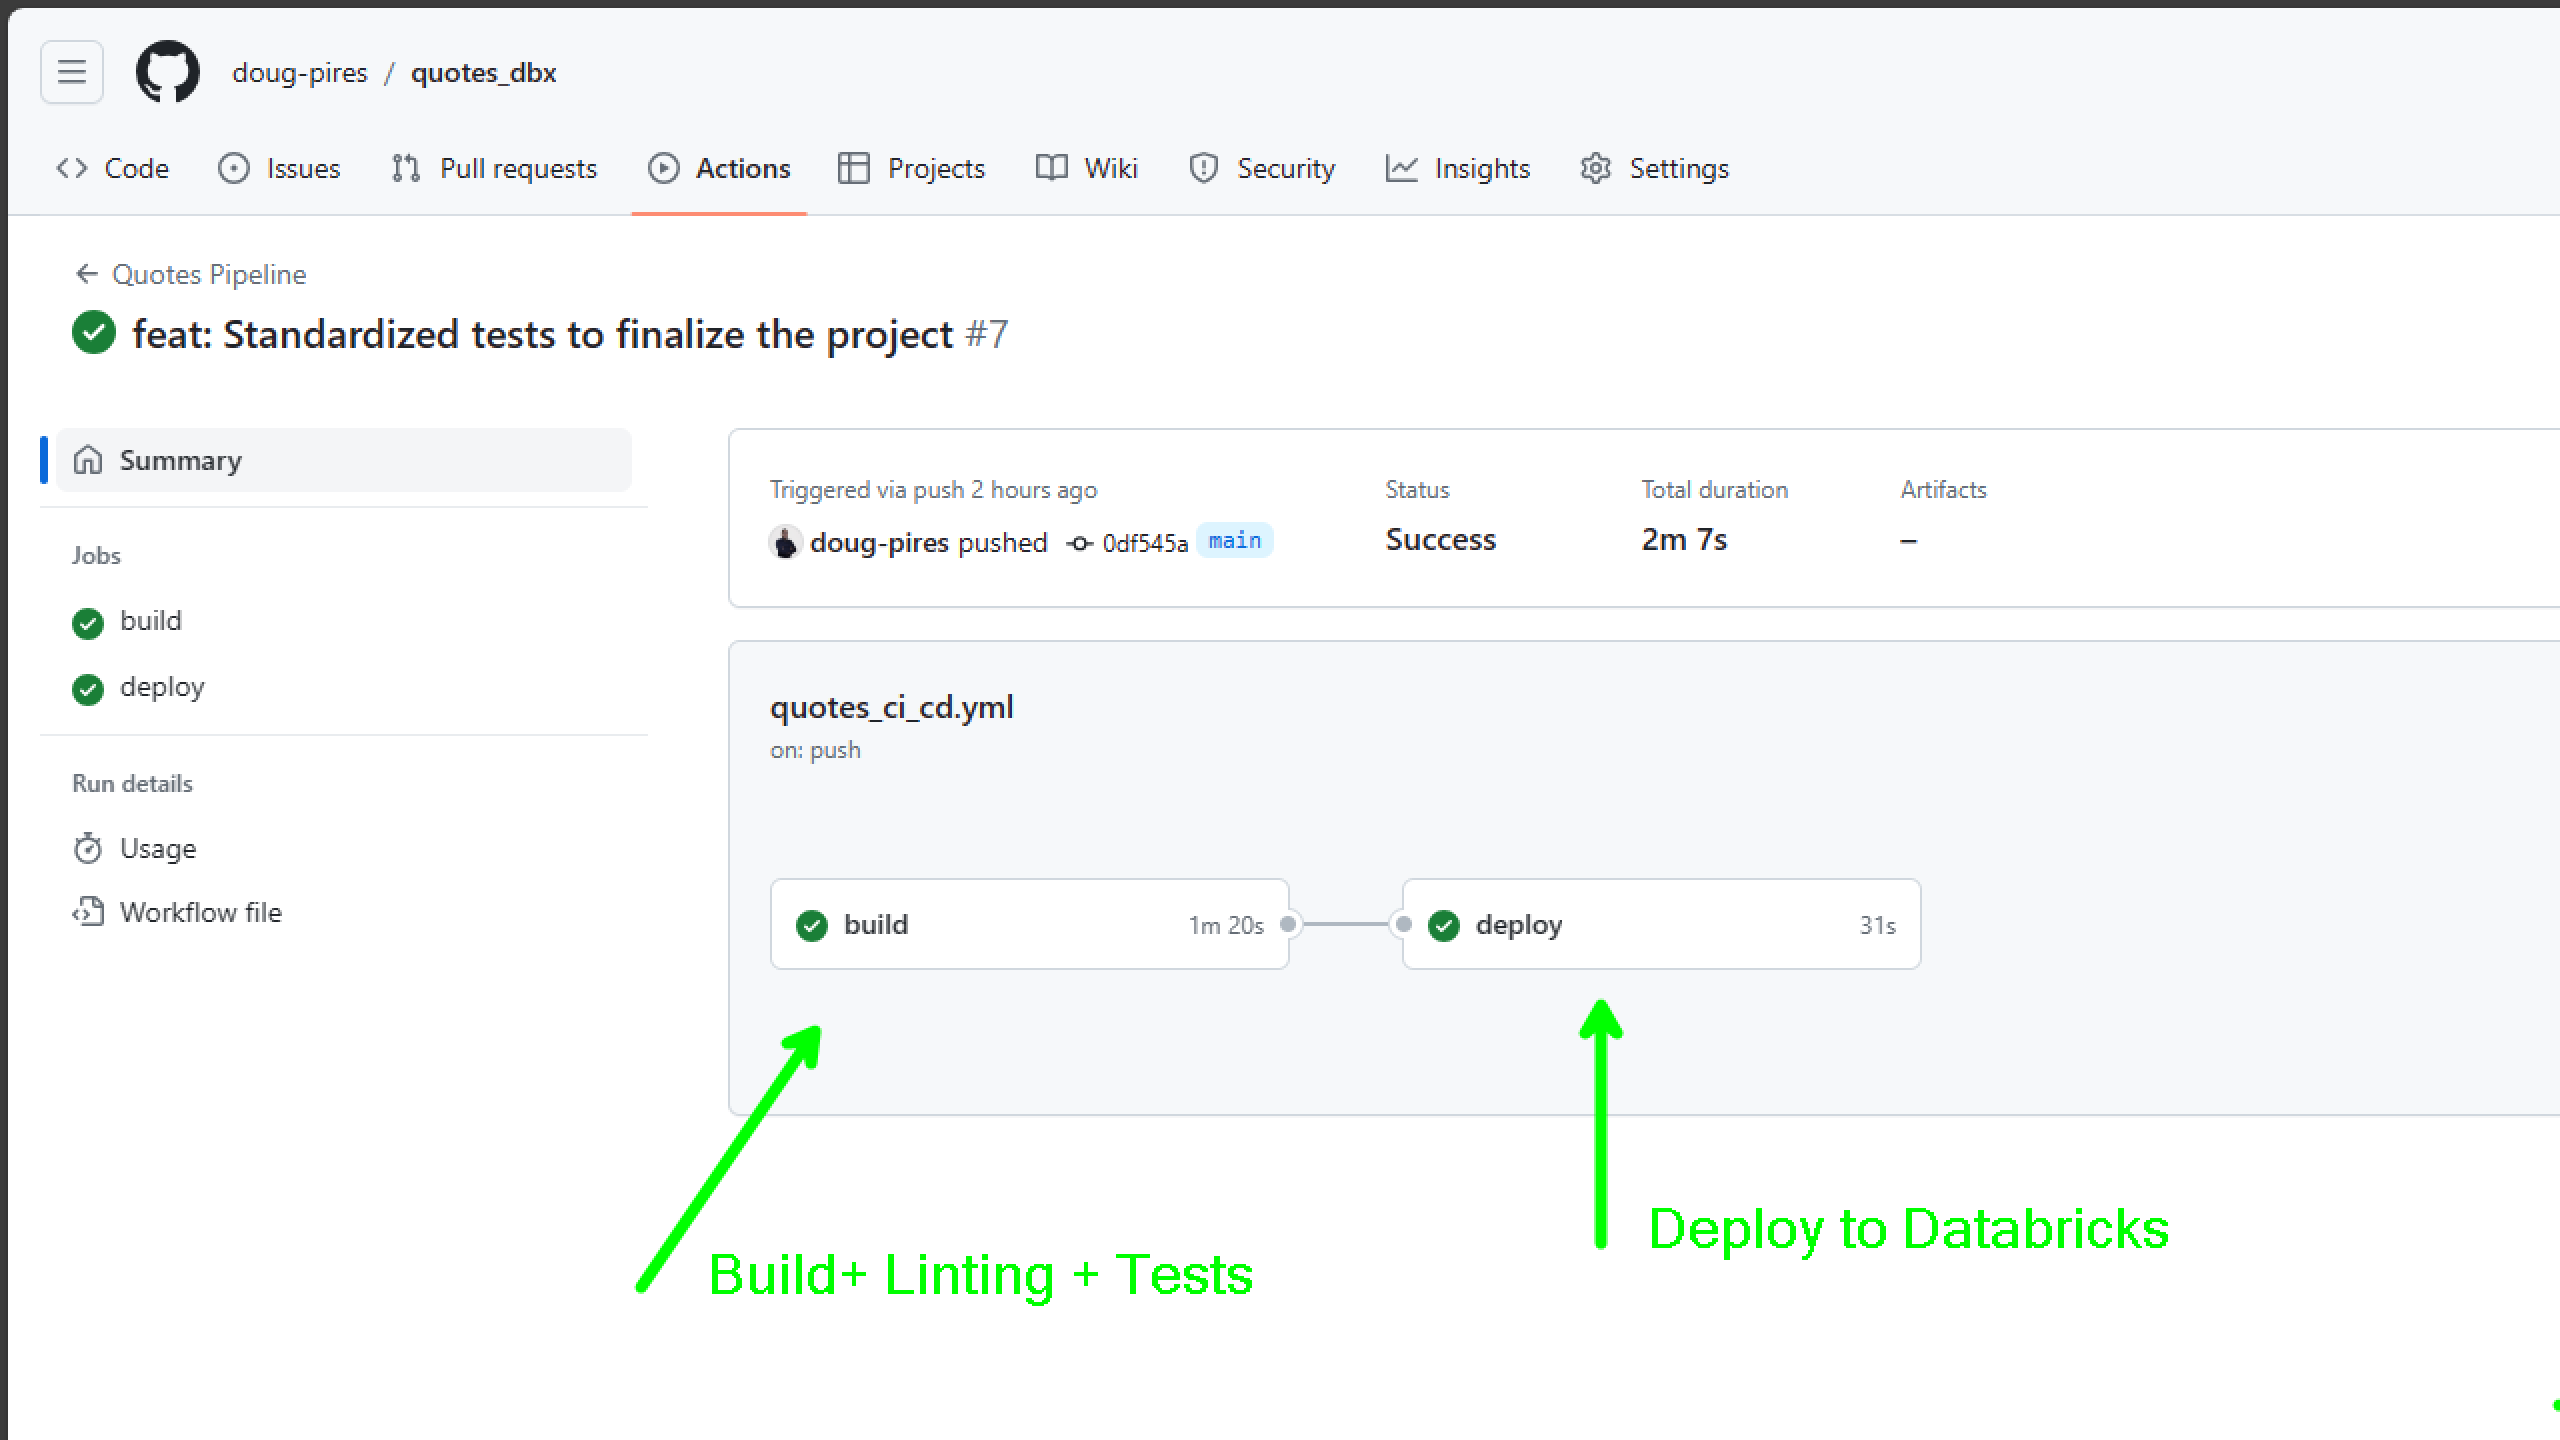 doug-pires / quotes_dbx
Code Issues Pull requests Actions Projects Wiki Security Insights Settings
Quotes Pipeline
feat: Standardized tests to finalize the project #7
Summary
Jobs
build
deploy
Run details
Usage
Workflow file
Triggered via push 2 hours ago
doug-pires pushed 0df545a main
Status
Success
Total duration
2m 7s
Artifacts
–
quotes_ci_cd.yml
on: push
build 1m 20s
deploy 31s
Build+ Linting + Tests
Deploy to Databricks